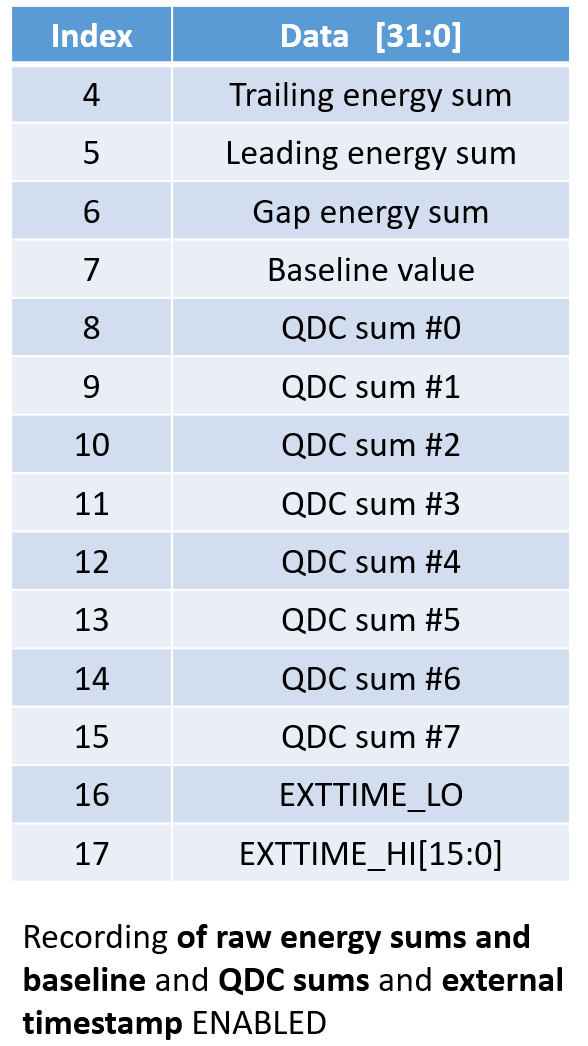 Index Data [31:0]
4 Trailing energy sum
5 Leading energy sum
6 Gap energy sum
7 Baseline value
8 QDC sum #0
9 QDC sum #1
10 QDC sum #2
11 QDC sum #3
12 QDC sum #4
13 QDC sum #5
14 QDC sum #6
15 QDC sum #7
16 EXTTIME_LO
17 EXTTIME_HI[15:0]
Recording of raw energy sums and
baseline and QDC sums and external
timestamp ENABLED